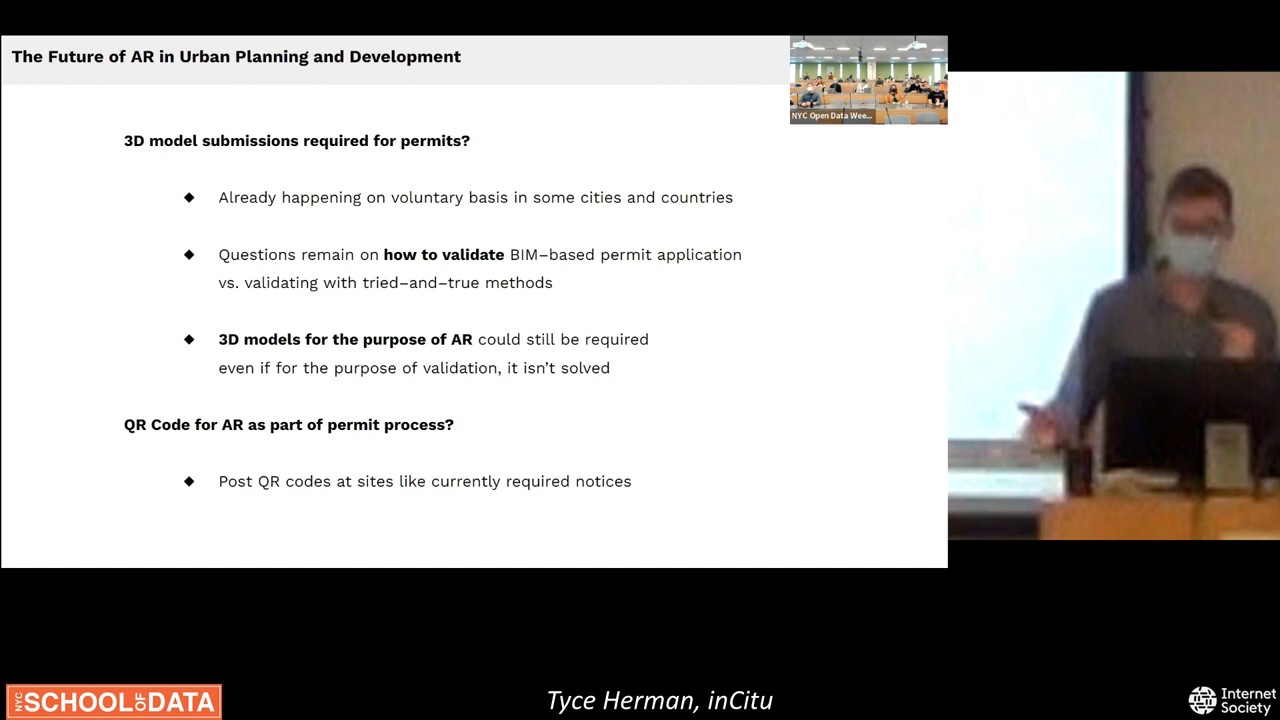 The Future of AR in Urban Planning and Development
NYC Open Data Wee...
3D model submissions required for permits?
Already happening on voluntary basis in some cities and countries
Questions remain on how to validate BIM–based permit application
vs. validating with tried–and–true methods
3D models for the purpose of AR could still be required
even if for the purpose of validation, it isn't solved
QR Code for AR as part of permit process?
Post QR codes at sites like currently required notices
NYC SCHOOL OF DATA
Tyce Herman, inCitu
Internet
Society